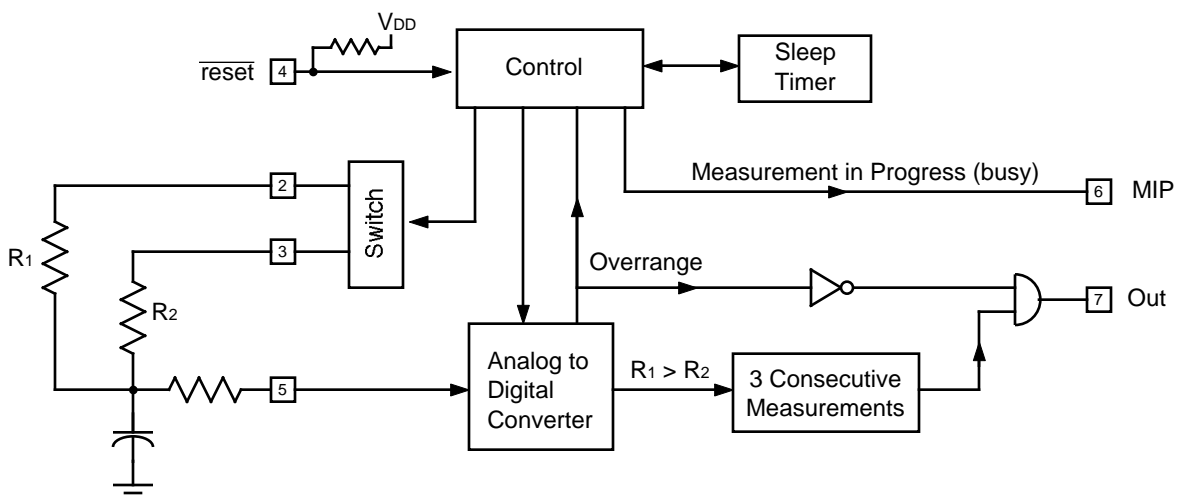 VDD
reset
4
Control
Sleep
Timer
Measurement in Progress (busy)
6
MIP
2
Switch
3
R1
R2
Overrange
7
Out
5
Analog to
Digital
Converter
R1 > R2
3 Consecutive
Measurements